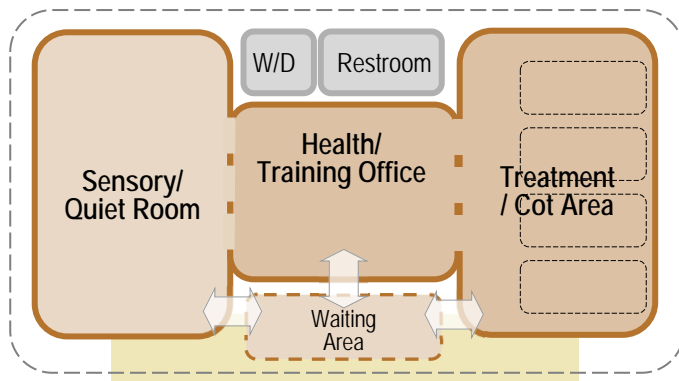 W/D
Restroom
Health/
Training Office
Sensory/
Quiet Room
Treatment
/ Cot Area
Waiting
Area